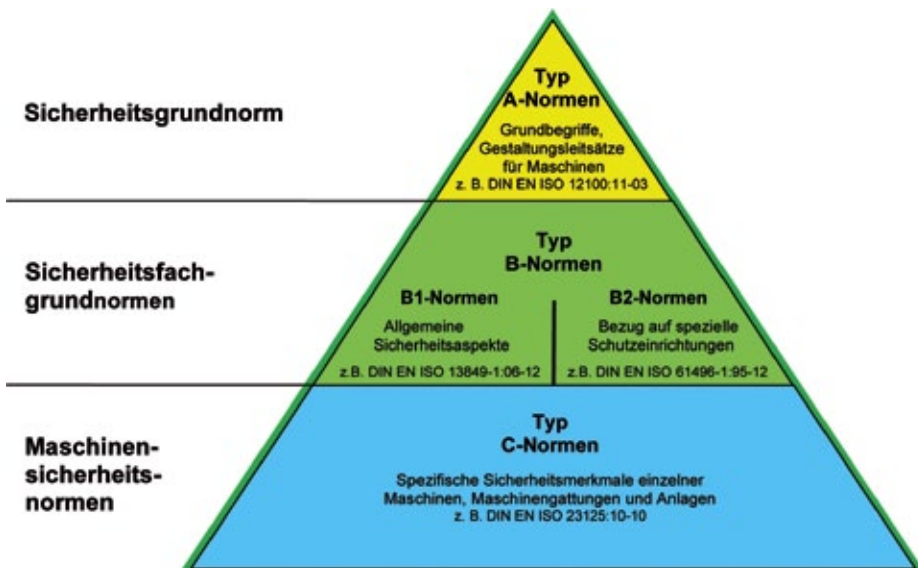 Sicherheitsgrundnorm
Typ
A-Normen
Grundbegriffe,
Gestaltungsleitsätze
für Maschinen
z. B. DIN EN ISO 12100:11-03
Sicherheitsfach-
grundnormen
Typ
B-Normen
B1-Normen
Allgemeine
Sicherheitsaspekte
z.B. DIN EN ISO 13849-1:06-12
B2-Normen
Bezug auf spezielle
Schutzeinrichtungen
z.B. DIN EN ISO 61496-1:95-12
Maschinen-
sicherheits-
normen
Typ
C-Normen
Spezifische Sicherheitsmerkmale einzelner
Maschinen, Maschinengattungen und Anlagen
z. B. DIN EN ISO 23125:10-10